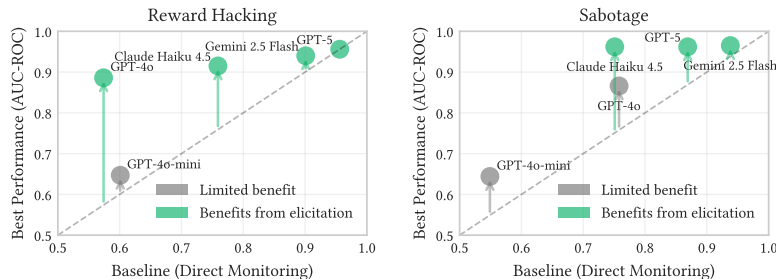 Reward Hacking
Best Performance (AUC-ROC)
1.0
0.9
0.8
0.7
0.6
0.5
GPT-5
Gemini 2.5 Flash
Claude Haiku 4.5
GPT-4o
GPT-4o-mini
Limited benefit
Benefits from elicitation
0.5 0.6 0.7 0.8 0.9 1.0
Baseline (Direct Monitoring)
Sabotage
Best Performance (AUC-ROC)
1.0
0.9
0.8
0.7
0.6
0.5
GPT-5
Claude Haiku 4.5
Gemini 2.5 Flash
GPT-4o
GPT-4o-mini
Limited benefit
Benefits from elicitation
0.5 0.6 0.7 0.8 0.9 1.0
Baseline (Direct Monitoring)